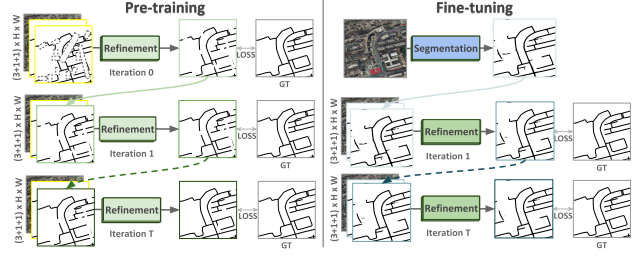 Pre-training
(3+1+1) x H x W
Refinement
Iteration 0
LOSS
GT
(3+1+1) x H x W
Refinement
Iteration 1
LOSS
GT
(3+1+1) x H x W
Refinement
Iteration T
LOSS
GT
Fine-tuning
Segmentation
(3+1+1) x H x W
Refinement
Iteration 1
LOSS
GT
(3+1+1) x H x W
Refinement
Iteration T
LOSS
GT